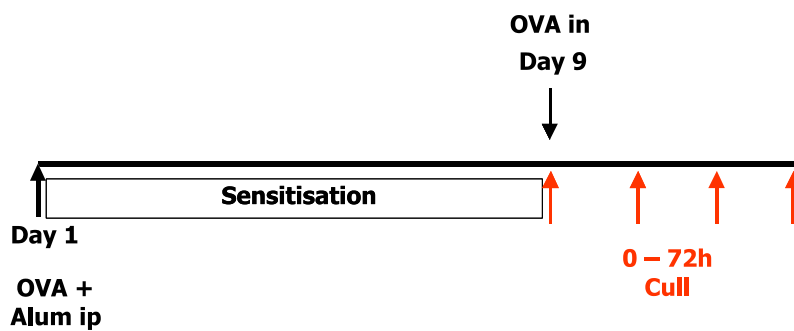 OVA in
Day 9
Sensitisation
Day 1
OVA +
Alum ip
0 – 72h
Cull